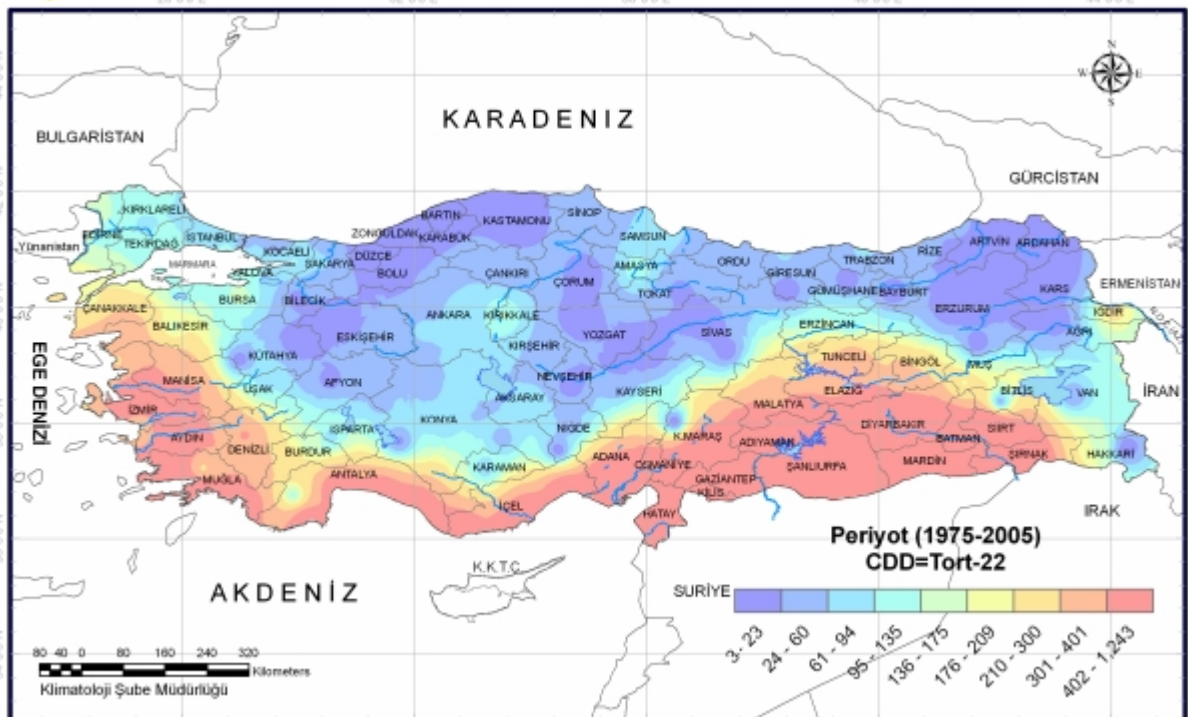 N
W E
S
KARADENİZ
BULGARİSTAN
GÜRCİSTAN
KIRKLARELİ
EDİRNE
TEKİRDAĞ
İSTANBUL
Yünanistan
MARMARA
YALOVA
KOCAELİ
SAKARYA
DÜZCE
BOLU
ZONGULDAK
BARTIN
KARABÜK
KASTAMONU
SİNOP
SAMSUN
AMASYA
TOKAT
ORDU
GİRESUN
TRABZON
GÜMÜŞHANE
BAYBURT
RİZE
ARTVİN
ARDAHAN
KARS
ERZURUM
ERMENİSTAN
IĞDIR
AĞRI
ÇANAKKALE
BALIKESİR
BURSA
BİLECİK
ESKİŞEHİR
KÜTAHYA
ANKARA
ÇANKIRI
KIRIKKALE
ÇORUM
YOZGAT
KIRŞEHİR
SİVAS
ERZİNCAN
TUNCELİ
BİNGÖL
MUŞ
BİTLİS
VAN
İRAN
EGE DENİZİ
MANİSA
UŞAK
AFYON
İZMİR
AYDIN
DENİZLİ
MUĞLA
BURDUR
ISPARTA
ANTALYA
KONYA
AKSARAY
NEVŞEHİR
KAYSERİ
NİĞDE
KARAMAN
İÇEL
ADANA
OSMANİYE
K.MARAŞ
HATAY
GAZİANTEP
KİLİS
MALATYA
ELAZIĞ
ADIYAMAN
ŞANLIURFA
DİYARBAKIR
BATMAN
MARDİN
SİİRT
ŞIRNAK
HAKKARİ
IRAK
K.K.T.C.
AKDENİZ
SURİYE
Periyot (1975-2005)
CDD=Tort-22
3 - 23
24 - 60
61 - 94
95 - 135
136 - 175
176 - 209
210 - 300
301 - 401
402 - 1,243
80 40 0 80 160 240 320
Kilometers
Klimatoloji Şube Müdürlüğü